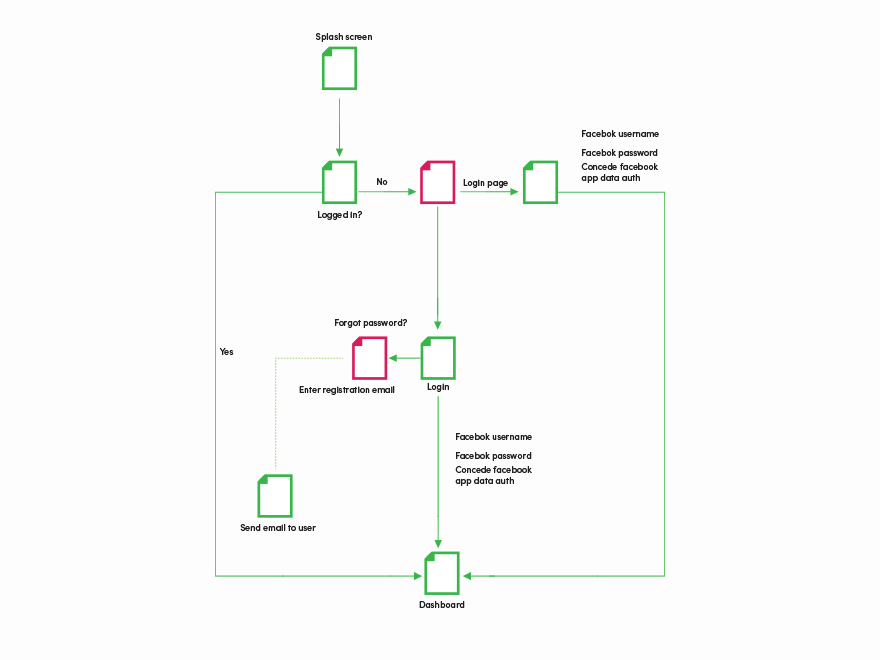 Splash screen
Facebok username
Facebok password
Concede facebook
app data auth
No
Login page
Logged in?
Forgot password?
Yes
Enter registration email
Login
Facebok username
Facebok password
Concede facebook
app data auth
Send email to user
Dashboard